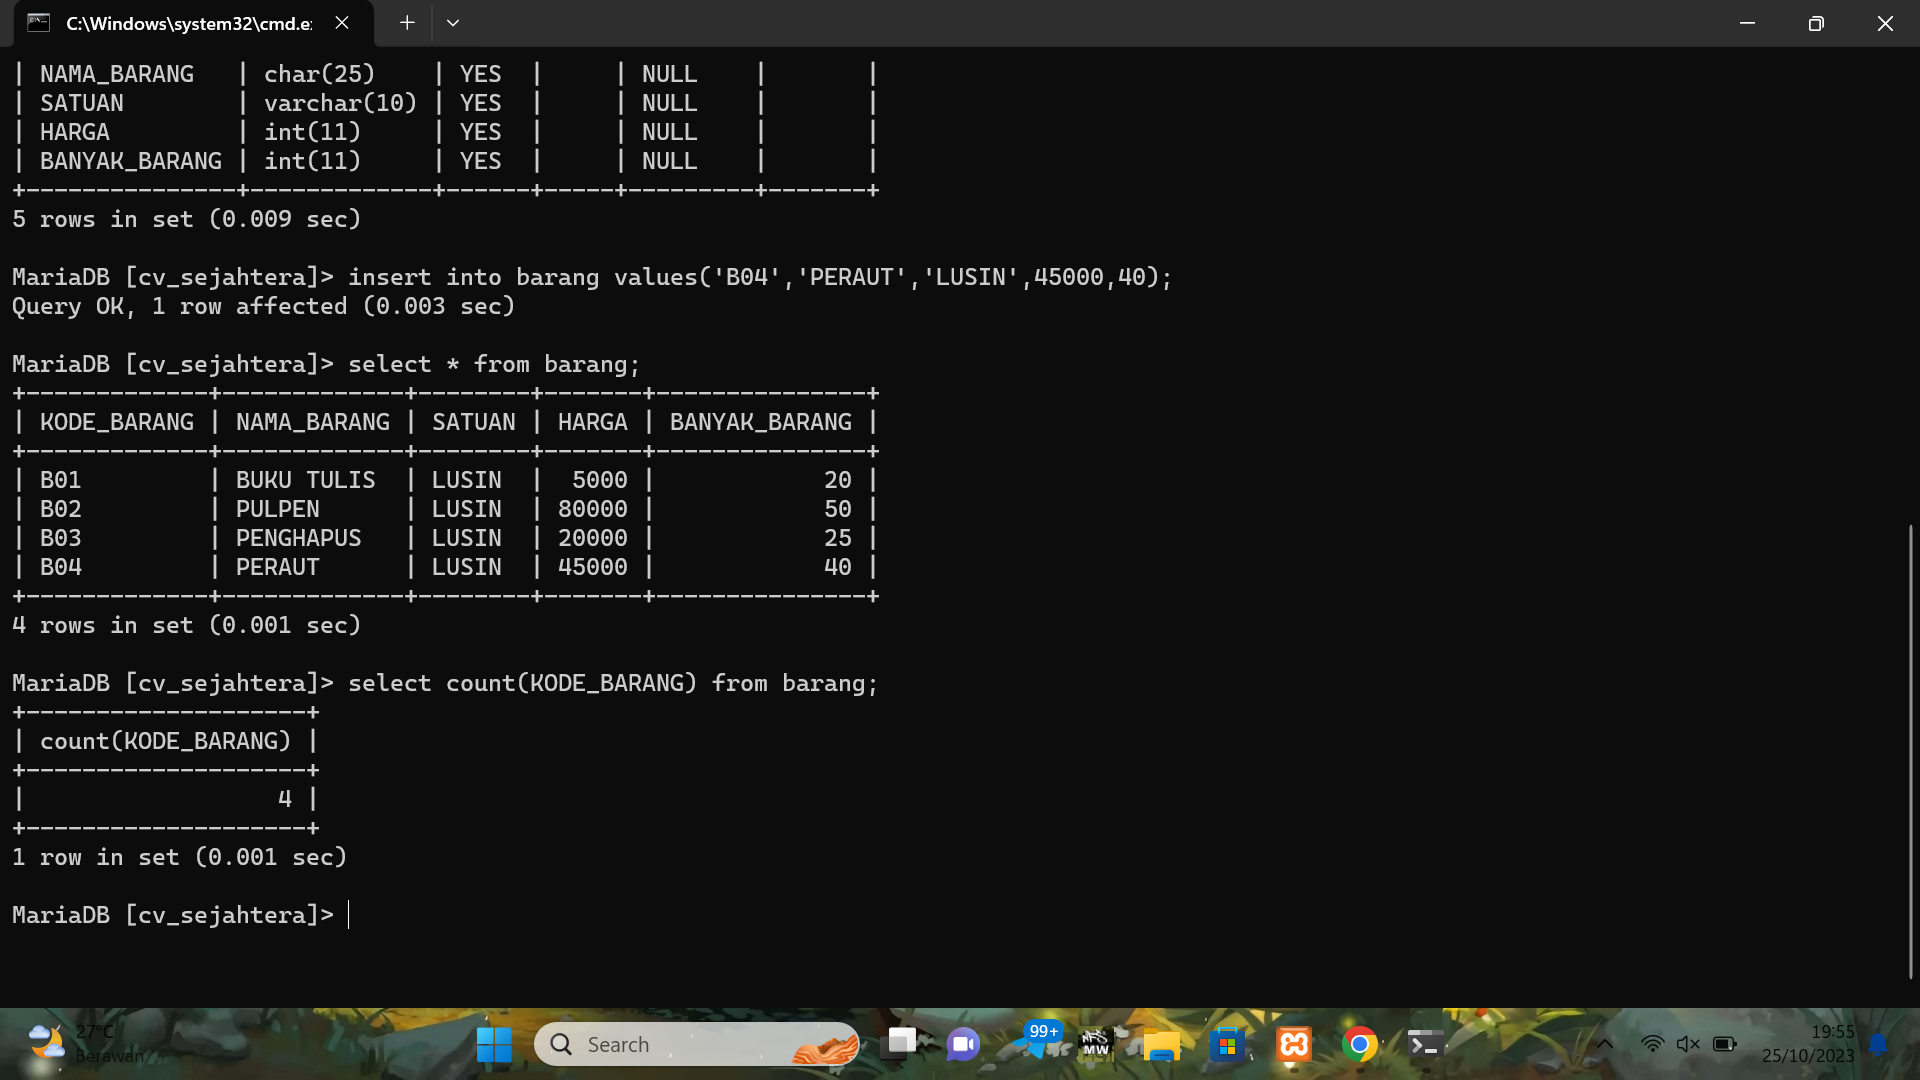 C:\Windows\system32\cmd.e
| NAMA_BARANG   | char(25)    | YES  |     | NULL    |       |
| SATUAN        | varchar(10) | YES  |     | NULL    |       |
| HARGA         | int(11)     | YES  |     | NULL    |       |
| BANYAK_BARANG | int(11)     | YES  |     | NULL    |       |
+---------------+-------------+------+-----+---------+-------+
5 rows in set (0.009 sec)
MariaDB [cv_sejahtera]> insert into barang values('B04','PERAUT','LUSIN',45000,40);
Query OK, 1 row affected (0.003 sec)
MariaDB [cv_sejahtera]> select * from barang;
+-------------+-------------+--------+-------+---------------+
| KODE_BARANG | NAMA_BARANG | SATUAN | HARGA | BANYAK_BARANG |
+-------------+-------------+--------+-------+---------------+
| B01         | BUKU TULIS  | LUSIN  |  5000 |            20 |
| B02         | PULPEN      | LUSIN  | 80000 |            50 |
| B03         | PENGHAPUS   | LUSIN  | 20000 |            25 |
| B04         | PERAUT      | LUSIN  | 45000 |            40 |
+-------------+-------------+--------+-------+---------------+
4 rows in set (0.001 sec)
MariaDB [cv_sejahtera]> select count(KODE_BARANG) from barang;
+--------------------+
| count(KODE_BARANG) |
+--------------------+
|                  4 |
+--------------------+
1 row in set (0.001 sec)
MariaDB [cv_sejahtera]>
27°C
Berawan
Search
99+
NFS
MW
19:55
25/10/2023